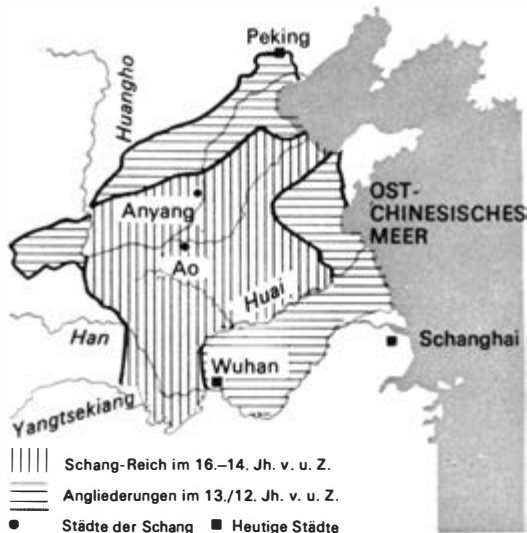 Peking
Huangho
OST-
CHINESISCHES
MEER
Anyang
Ao
Huai
Han
Schanghai
Wuhan
Yangtsekiang
Schang-Reich im 16.–14. Jh. v. u. Z.
Angliederungen im 13./12. Jh. v. u. Z.
Städte der Schang Heutige Städte